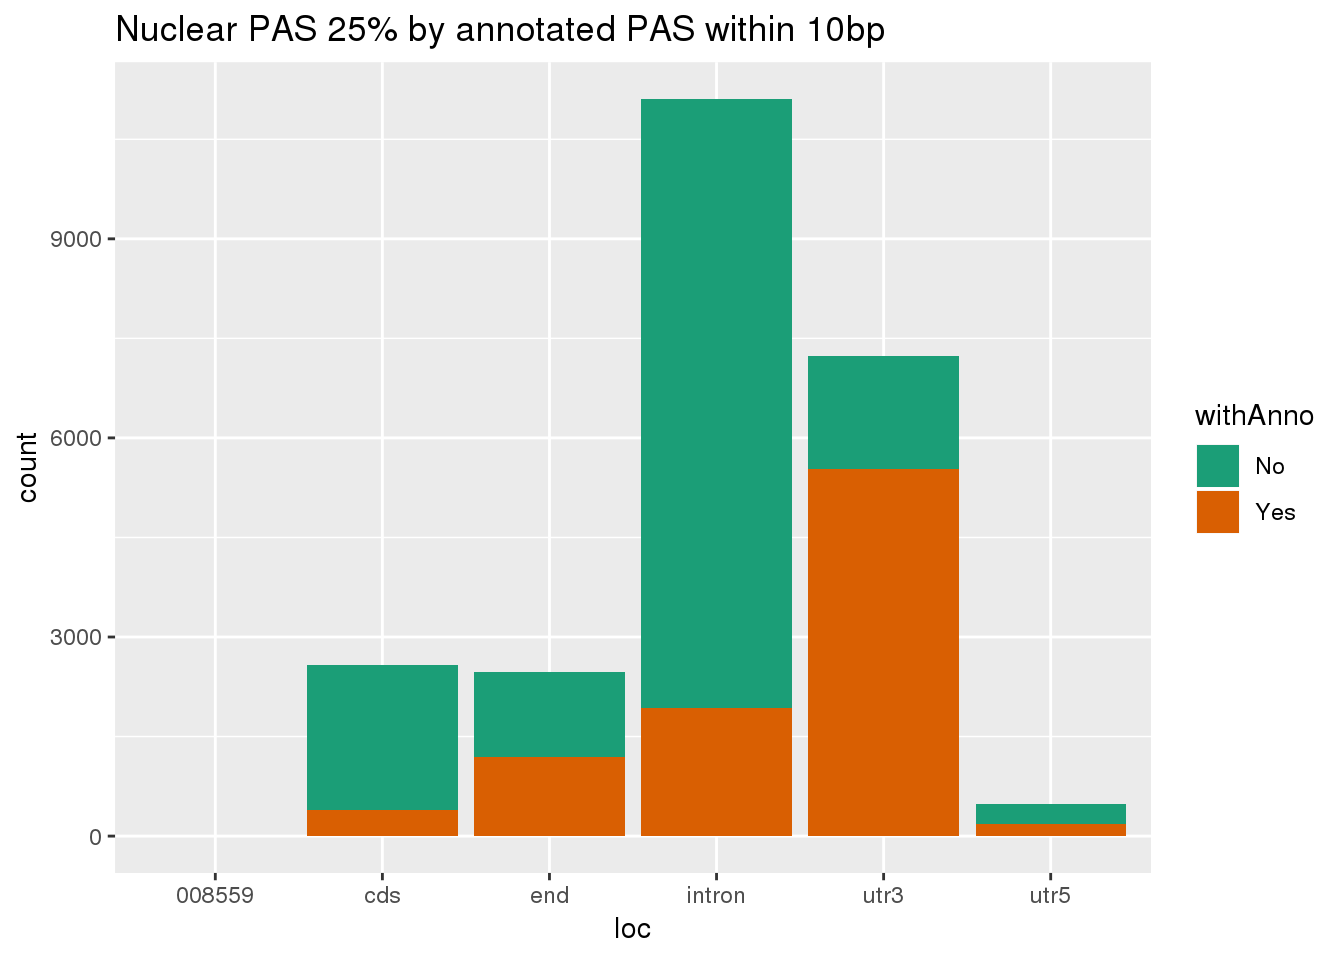 Nuclear PAS 25% by annotated PAS within 10bp
count
9000
6000
3000
0
008559 cds end intron utr3 utr5
loc
withAnno
No
Yes